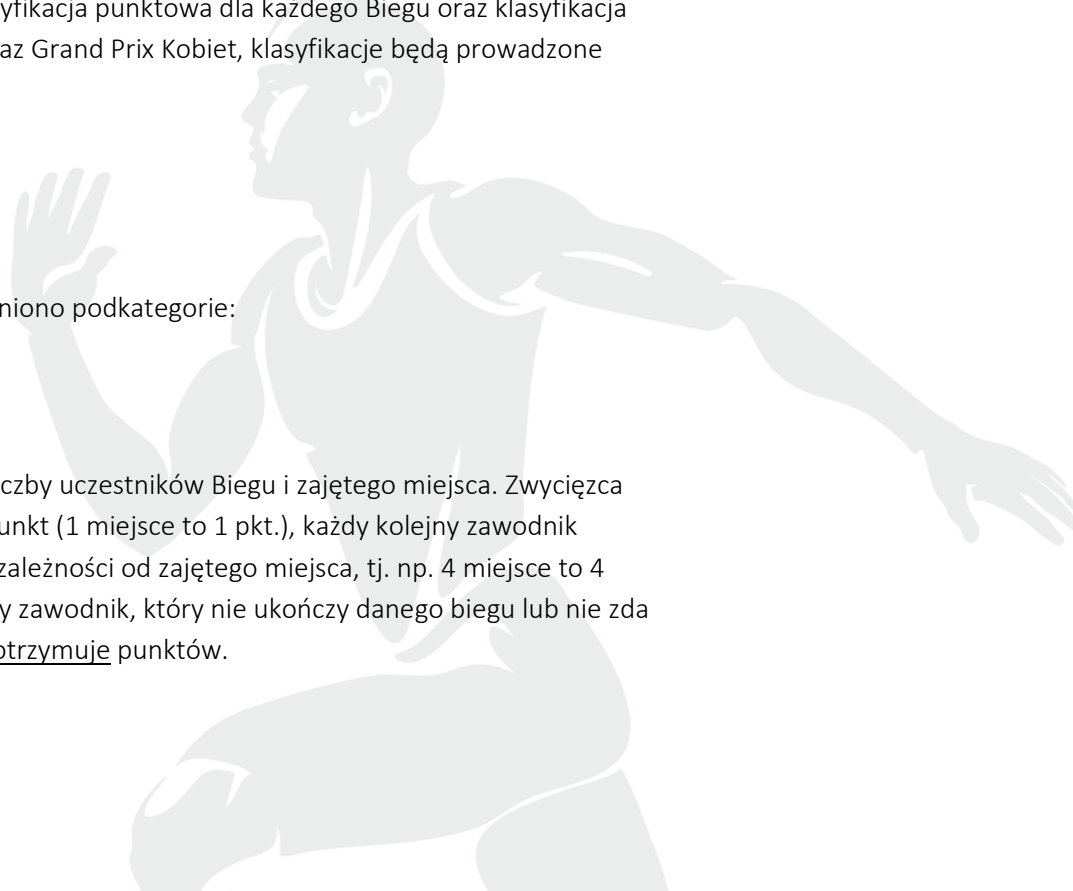 yfikacja punktowa dla każdego Biegu oraz klasyfikacja
az Grand Prix Kobiet, klasyfikacje będą prowadzone
niono podkategorie:
czby uczestników Biegu i zajętego miejsca. Zwycięzca
unkt (1 miejsce to 1 pkt.), każdy kolejny zawodnik
zależności od zajętego miejsca, tj. np. 4 miejsce to 4
y zawodnik, który nie ukończy danego biegu lub nie zda
otrzymuje punktów.